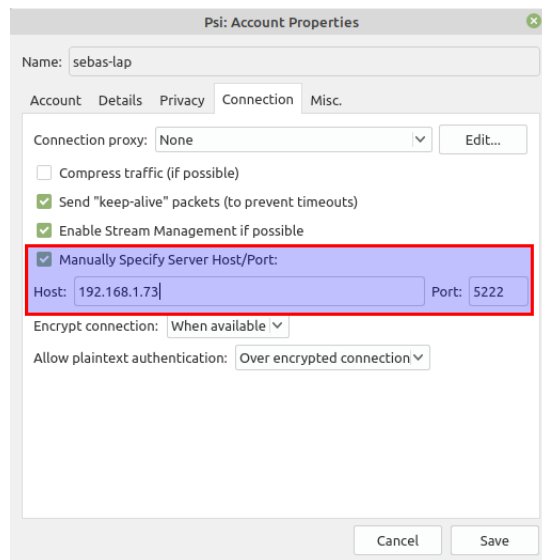 Psi: Account Properties
Name: sebas-lap
Account Details Privacy Connection Misc.
Connection proxy: None Edit...
Compress traffic (if possible)
Send "keep-alive" packets (to prevent timeouts)
Enable Stream Management if possible
Manually Specify Server Host/Port:
Host: 192.168.1.73 Port: 5222
Encrypt connection: When available
Allow plaintext authentication: Over encrypted connection
Cancel Save